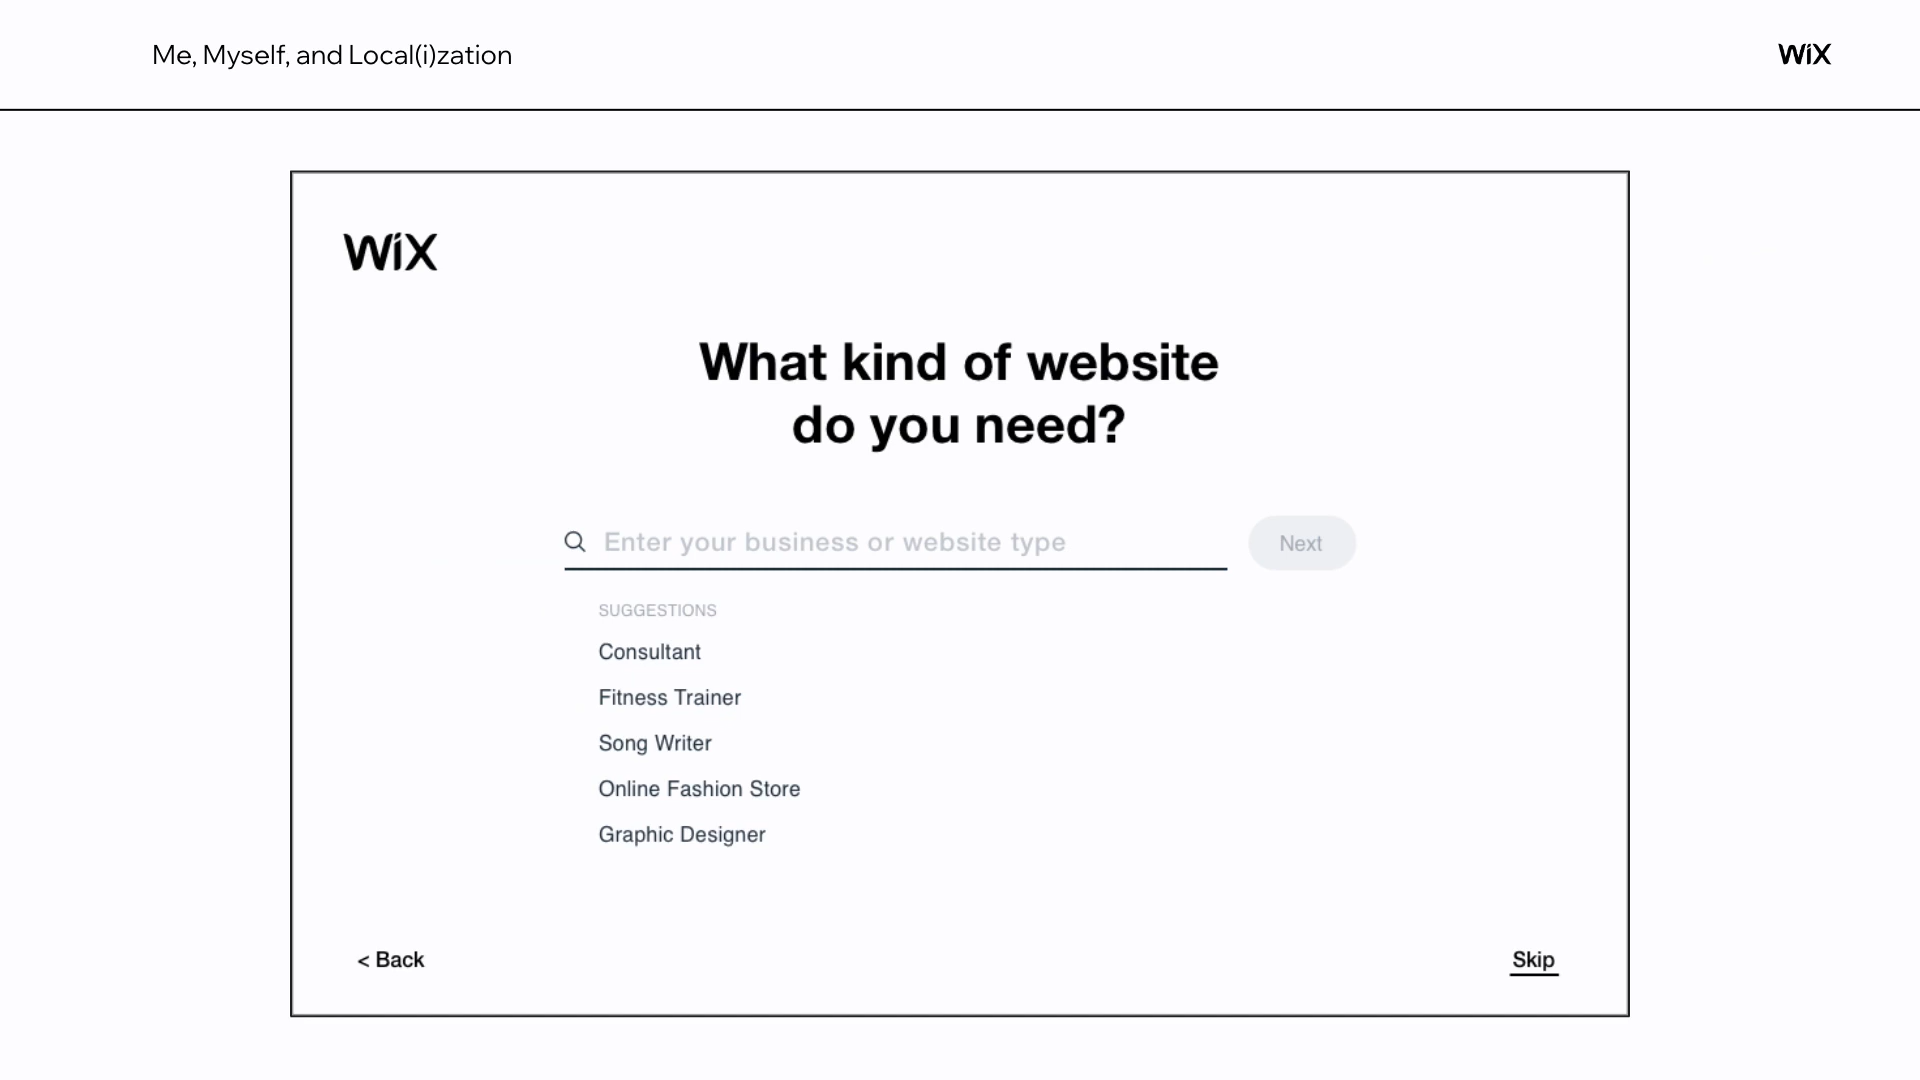 Me, Myself, and Local(i)zation
WiX
WiX
What kind of website
do you need?
Enter your business or website type
Next
SUGGESTIONS
Consultant
Fitness Trainer
Song Writer
Online Fashion Store
Graphic Designer
< Back
Skip